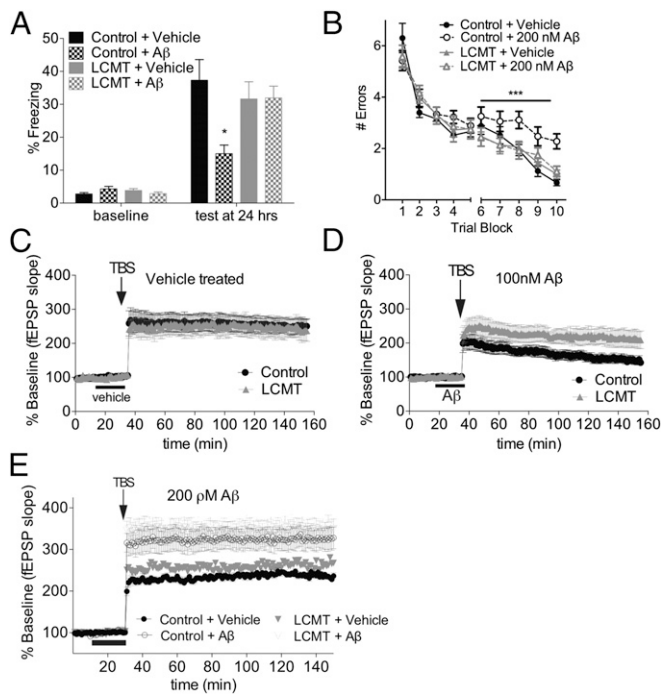 A
Control + Vehicle
Control + Aβ
LCMT + Vehicle
LCMT + Aβ
% Freezing
60
50
40
30
20
10
0
*
baseline
test at 24 hrs
B
Control + Vehicle
Control + 200 nM Aβ
LCMT + Vehicle
LCMT + 200 nM Aβ
# Errors
6
4
2
0
***
1 2 3 4 5 6 7 8 9 10
Trial Block
C
TBS
Vehicle treated
% Baseline (fEPSP slope)
400
300
200
100
0
vehicle
Control
LCMT
0 20 40 60 80 100 120 140 160
time (min)
D
TBS
100nM Aβ
% Baseline (fEPSP slope)
400
300
200
100
0
Aβ
Control
LCMT
0 20 40 60 80 100 120 140 160
time (min)
E
TBS
200 ρM Aβ
% Baseline (fEPSP slope)
400
300
200
100
Control + Vehicle
Control + Aβ
LCMT + Vehicle
LCMT + Aβ
20 40 60 80 100 120 140
time (min)